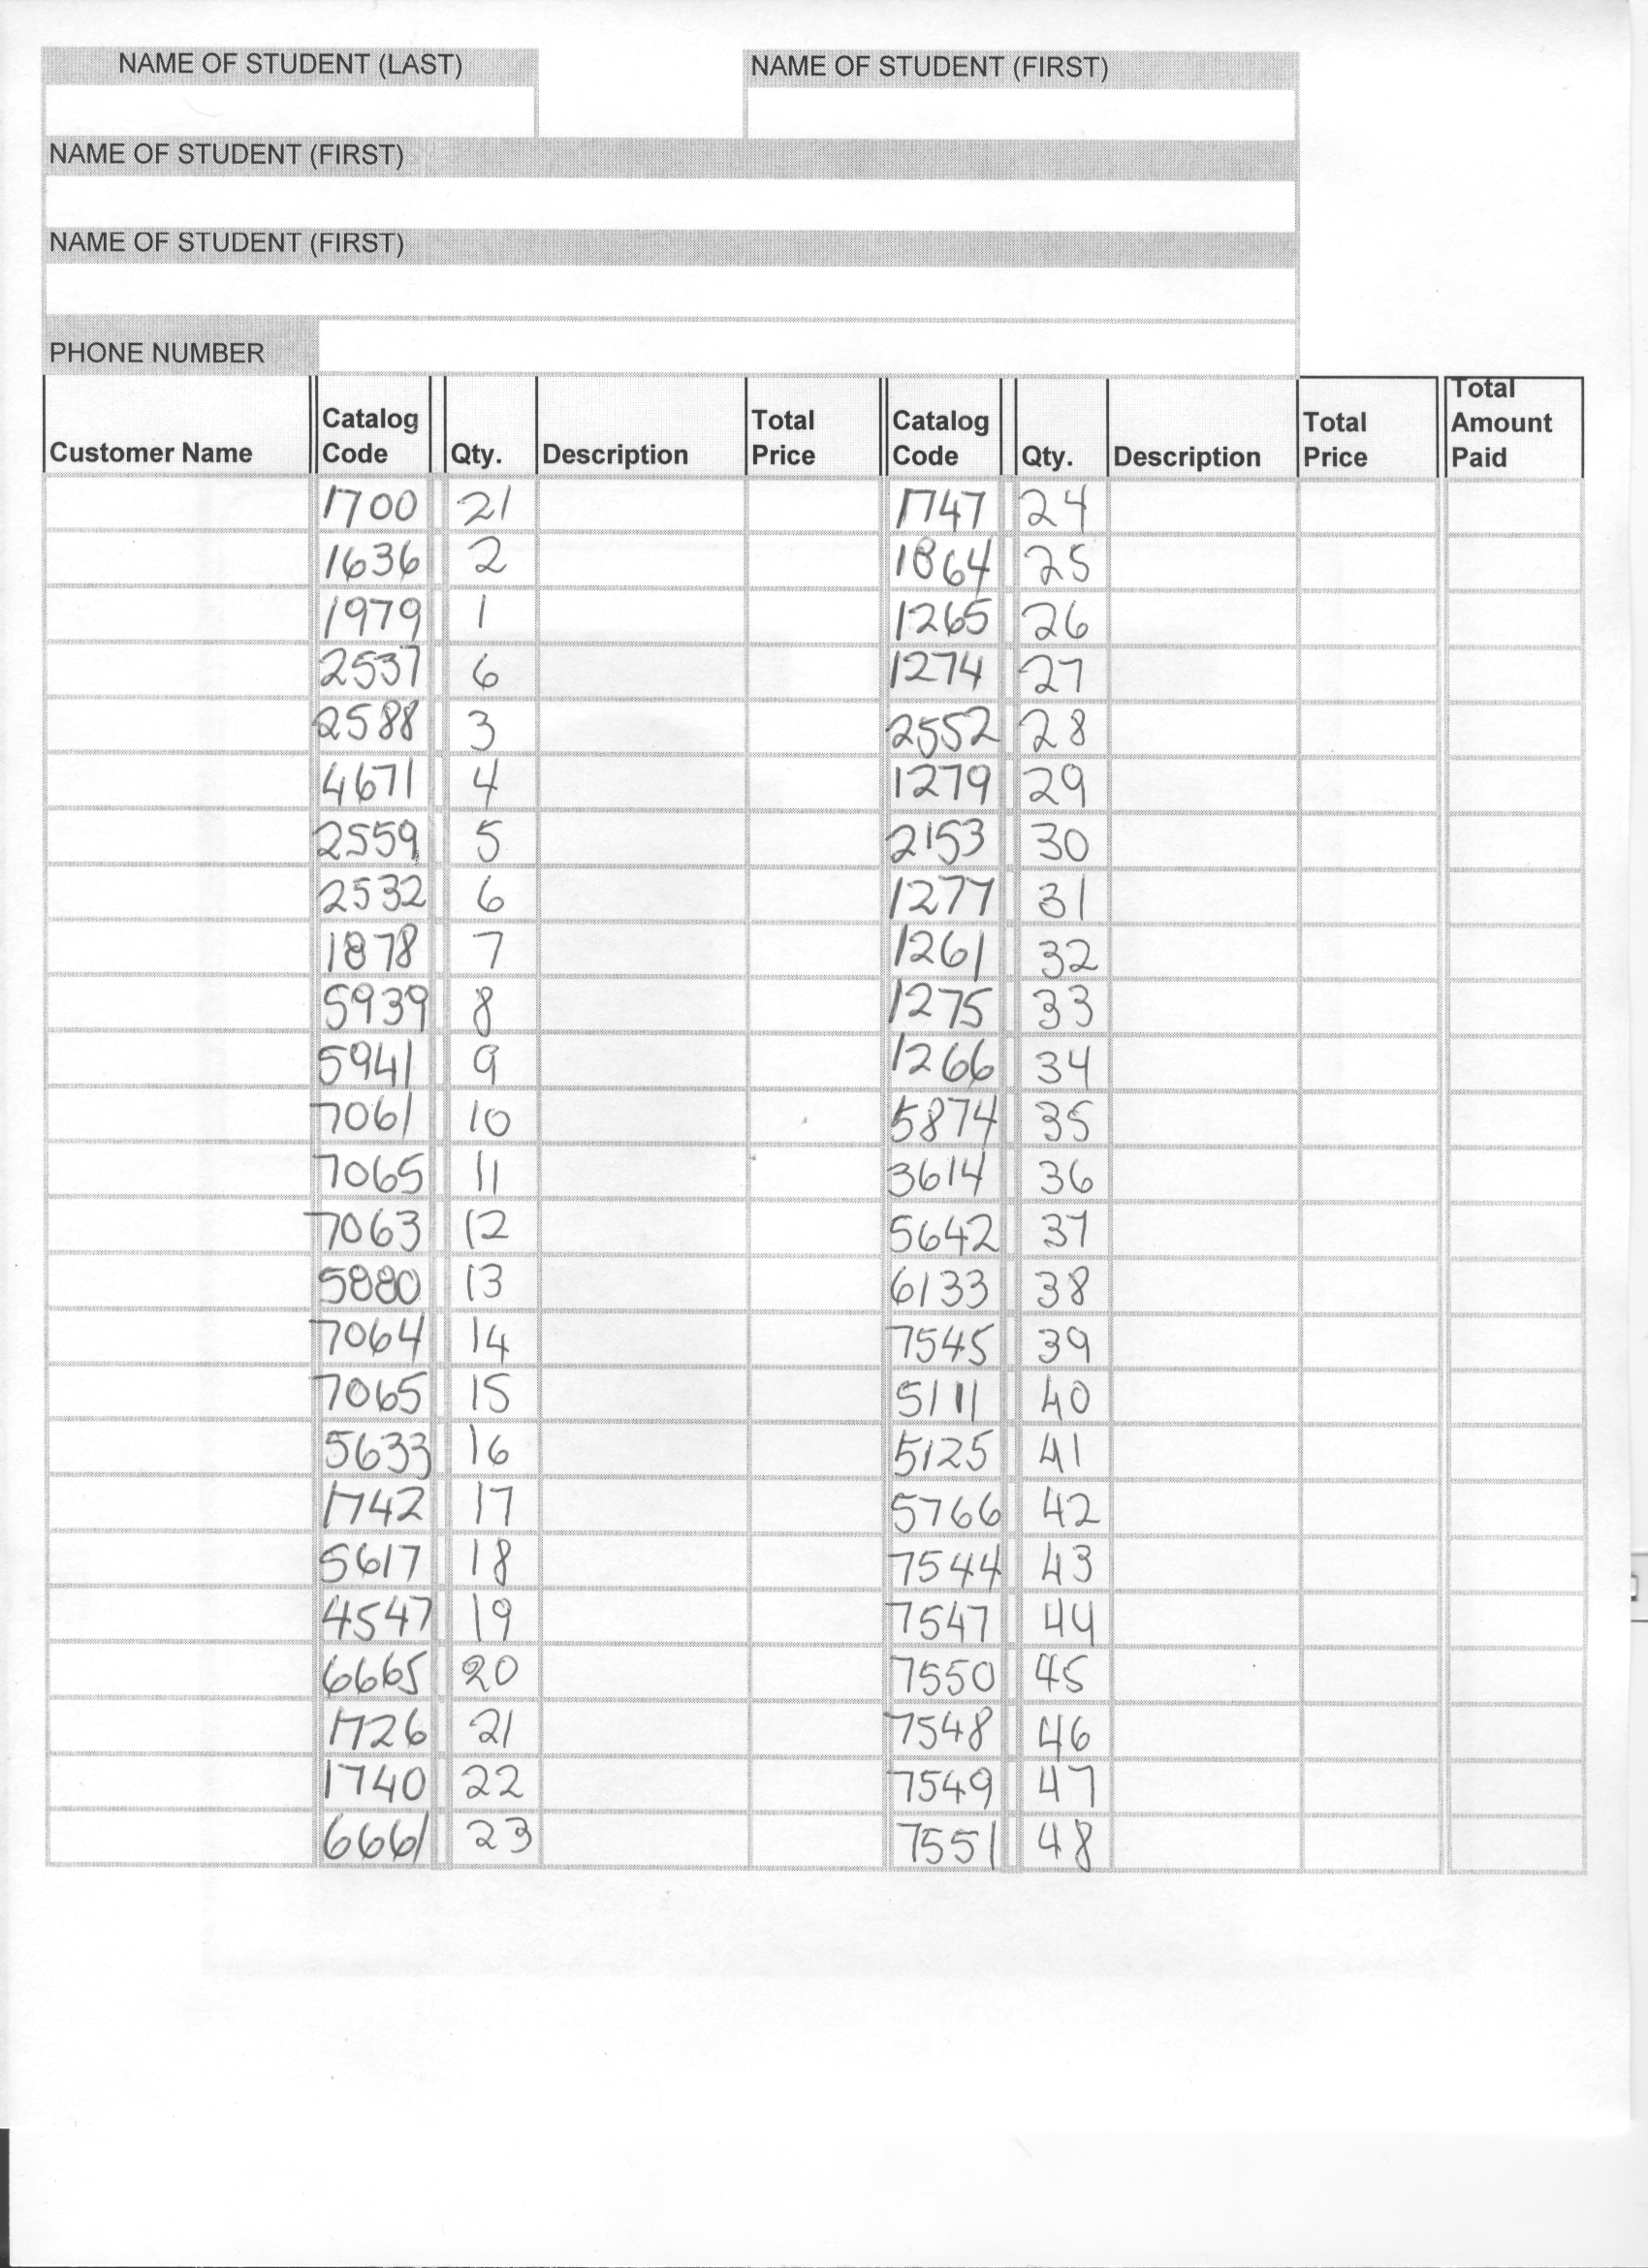 NAME OF STUDENT (LAST) NAME OF STUDENT (FIRST)
NAME OF STUDENT (FIRST)
NAME OF STUDENT (FIRST)
PHONE NUMBER
Customer Name Catalog Code Qty. Description Total Price Catalog Code Qty. Description Total Price Total Amount Paid
1700 21 1747 24
1636 2 1864 25
1979 1 1265 26
2537 6 1274 27
2588 3 2552 28
4671 4 1279 29
2559 5 2153 30
2532 6 1277 31
1878 7 1261 32
5939 8 1275 33
5941 9 1266 34
7061 10 5874 35
7065 11 3614 36
7063 12 5642 37
5880 13 6133 38
7064 14 7545 39
7065 15 5111 40
5633 16 5125 41
1742 17 5766 42
5617 18 7544 43
4547 19 7547 44
6665 20 7550 45
1726 21 7548 46
1740 22 7549 47
6661 23 7551 48